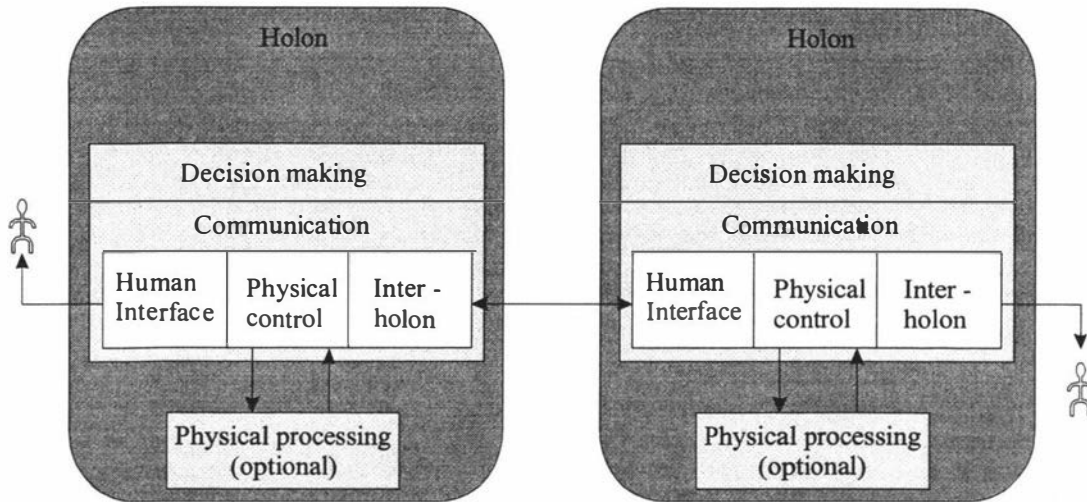 Holon
Decision making
Communication
Human
Interface
Physical
control
Inter -
holon
Physical processing
(optional)
Holon
Decision making
Communication
Human
Interface
Physical
control
Inter -
holon
Physical processing
(optional)